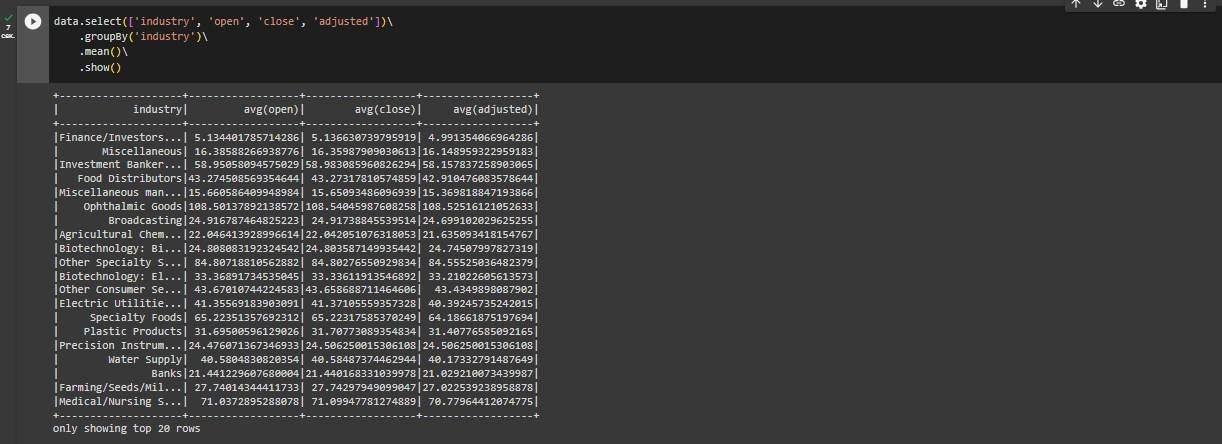 7
сек.
data.select(['industry', 'open', 'close', 'adjusted'])\
    .groupBy('industry')\
    .mean()\
    .show()
+--------------------+------------------+------------------+------------------+
|            industry|         avg(open)|        avg(close)|     avg(adjusted)|
+--------------------+------------------+------------------+------------------+
|Finance/Investors...| 5.134401785714286| 5.136630739795919| 4.991354066964286|
|       Miscellaneous| 16.38588266938776| 16.35987909030613|16.148959322959183|
|Investment Banker...| 58.95058094575029|58.983085960826294|58.157837258903065|
|   Food Distributors|43.274508569354644| 43.27317810574859|42.910476083578644|
|Miscellaneous man...|15.660586409948984| 15.65093486096939|15.369818847193866|
|    Ophthalmic Goods|108.50137892138572|108.54045987608258|108.52516121052633|
|        Broadcasting|24.916787464825223| 24.91738845539514|24.699102029625255|
|Agricultural Chem...|22.046413928996614|22.042051076318053|21.635093418154767|
|Biotechnology: Bi...|24.808083192324542|24.803587149935442| 24.74507997827319|
|Other Specialty S...| 84.80718810562882| 84.80276550929834| 84.55525036482379|
|Biotechnology: El...| 33.36891734535045| 33.33611913546892| 33.21022605613573|
|Other Consumer Se...| 43.67010744224583|43.658688711464606|  43.4349898087902|
|Electric Utilitie...| 41.35569183903091| 41.37105559357328| 40.39245735242015|
|     Specialty Foods| 65.22351357692312| 65.22317585370249| 64.18661875197694|
|    Plastic Products| 31.69500596129026| 31.70773089354834| 31.40776585092165|
|Precision Instrum...|24.476071367346933| 24.506250015306108|24.506250015306108|
|        Water Supply|  40.5804830820354| 40.58487374462944| 40.17332791487649|
|               Banks|21.441229607680004|21.440168331039978|21.029210073439987|
|Farming/Seeds/Mil...| 27.74014344411733| 27.74297949099047|27.022539238958878|
|Medical/Nursing S...|  71.0372895288078| 71.09947781274889| 70.77964412074775|
+--------------------+------------------+------------------+------------------+
only showing top 20 rows